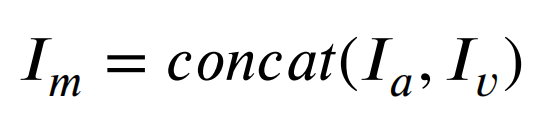 I_m = concat(I_a, I_v)